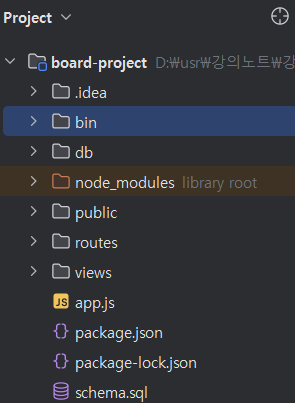 Project
board-project D:₩usr₩강의노트₩강
.idea
bin
db
node_modules library root
public
routes
views
JS app.js
package.json
package-lock.json
schema.sql